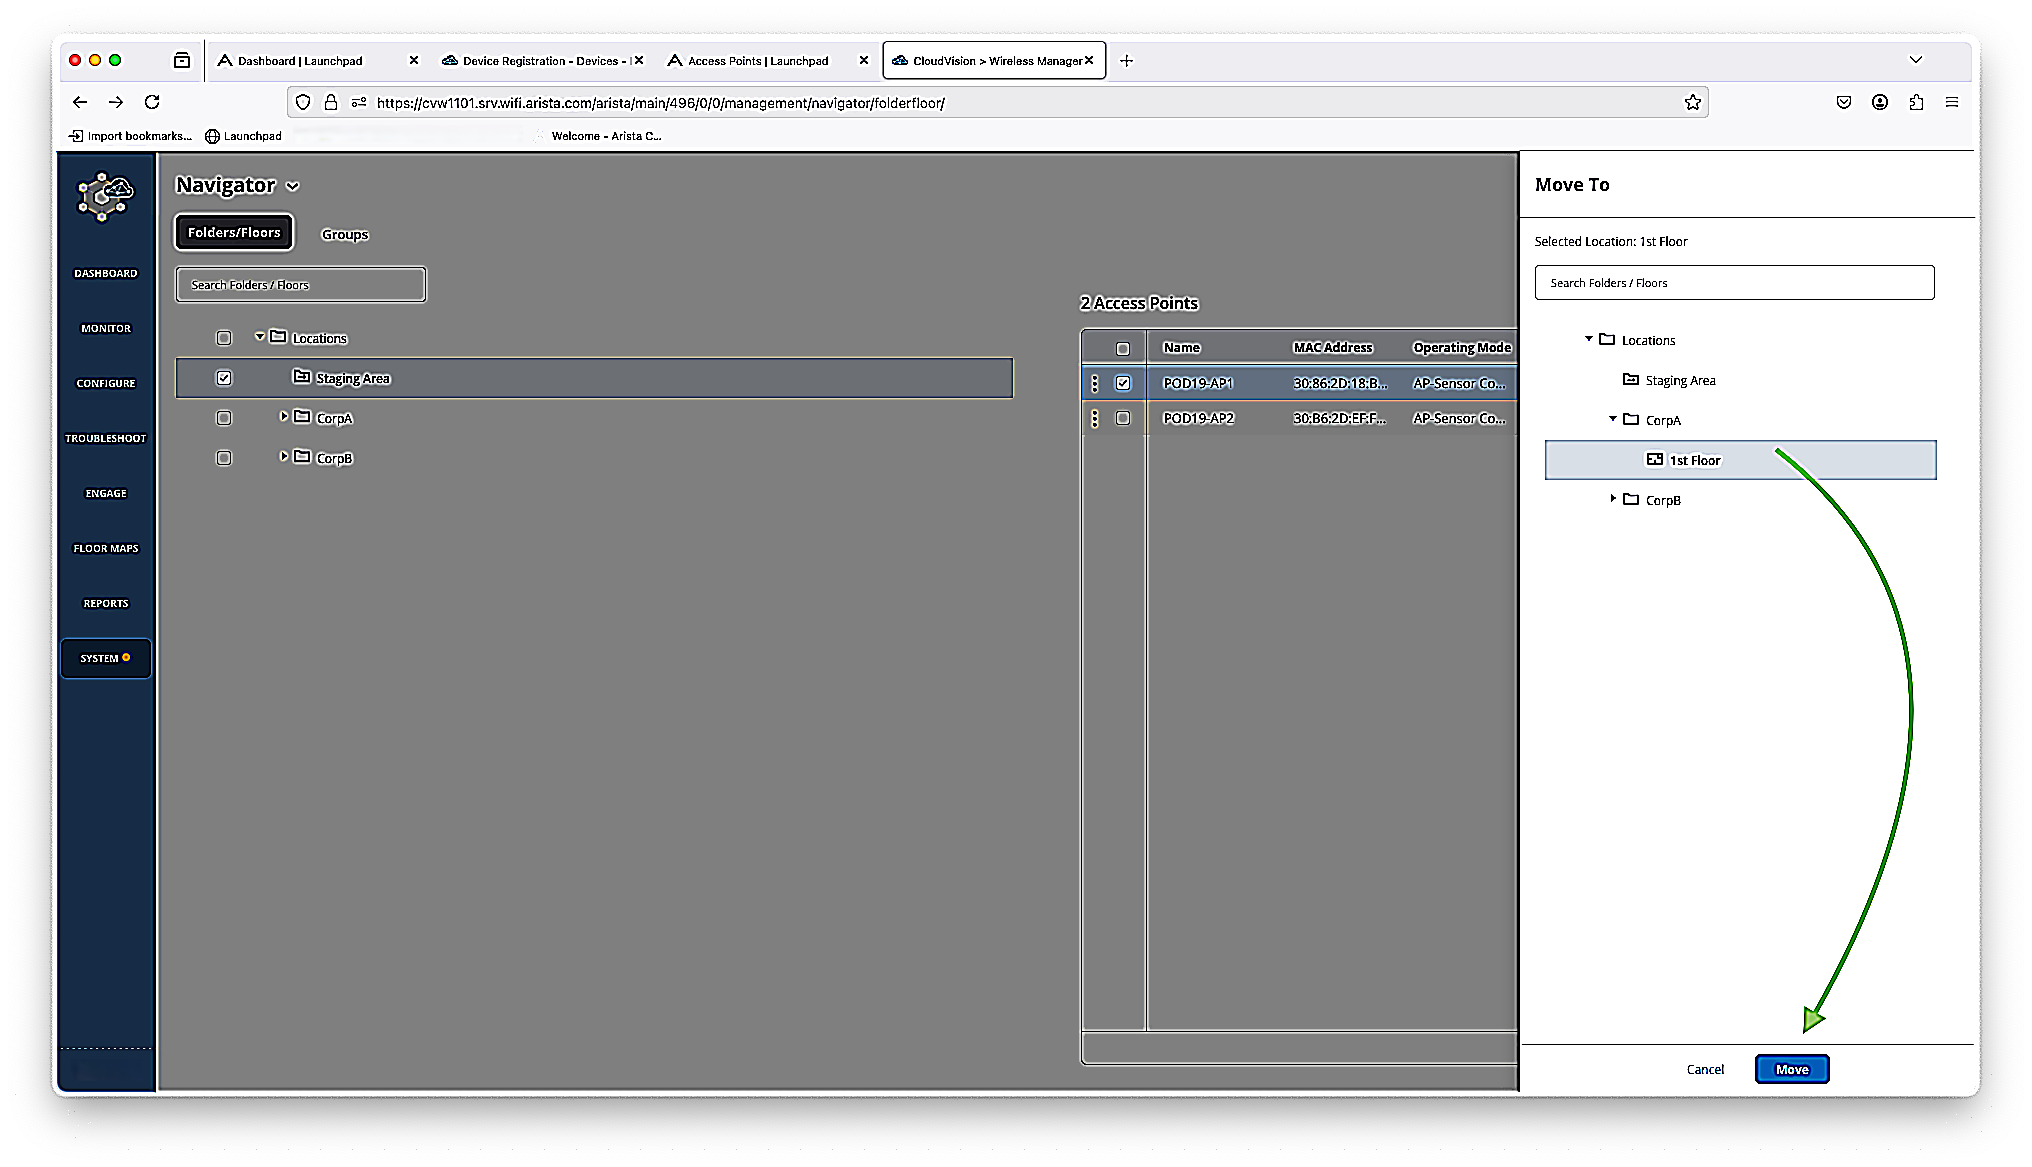 Dashboard | Launchpad
Device Registration - Devices -
Access Points | Launchpad
CloudVision > Wireless Manager
https://cvw1101.srv.wifi.arista.com/arista/main/496/0/0/management/navigator/folderfloor/
Import bookmarks...
Launchpad
Welcome - Arista C...
DASHBOARD
MONITOR
CONFIGURE
TROUBLESHOOT
ENGAGE
FLOOR MAPS
REPORTS
SYSTEM
Navigator
Folders/Floors
Groups
Search Folders / Floors
Locations
Staging Area
CorpA
CorpB
2 Access Points
Name MAC Address Operating Mode
POD19-AP1 30:86:2D:18:B... AP-Sensor Co...
POD19-AP2 30:B6:2D:EF:F... AP-Sensor Co...
Move To
Selected Location: 1st Floor
Search Folders / Floors
Locations
Staging Area
CorpA
1st Floor
CorpB
Cancel
Move